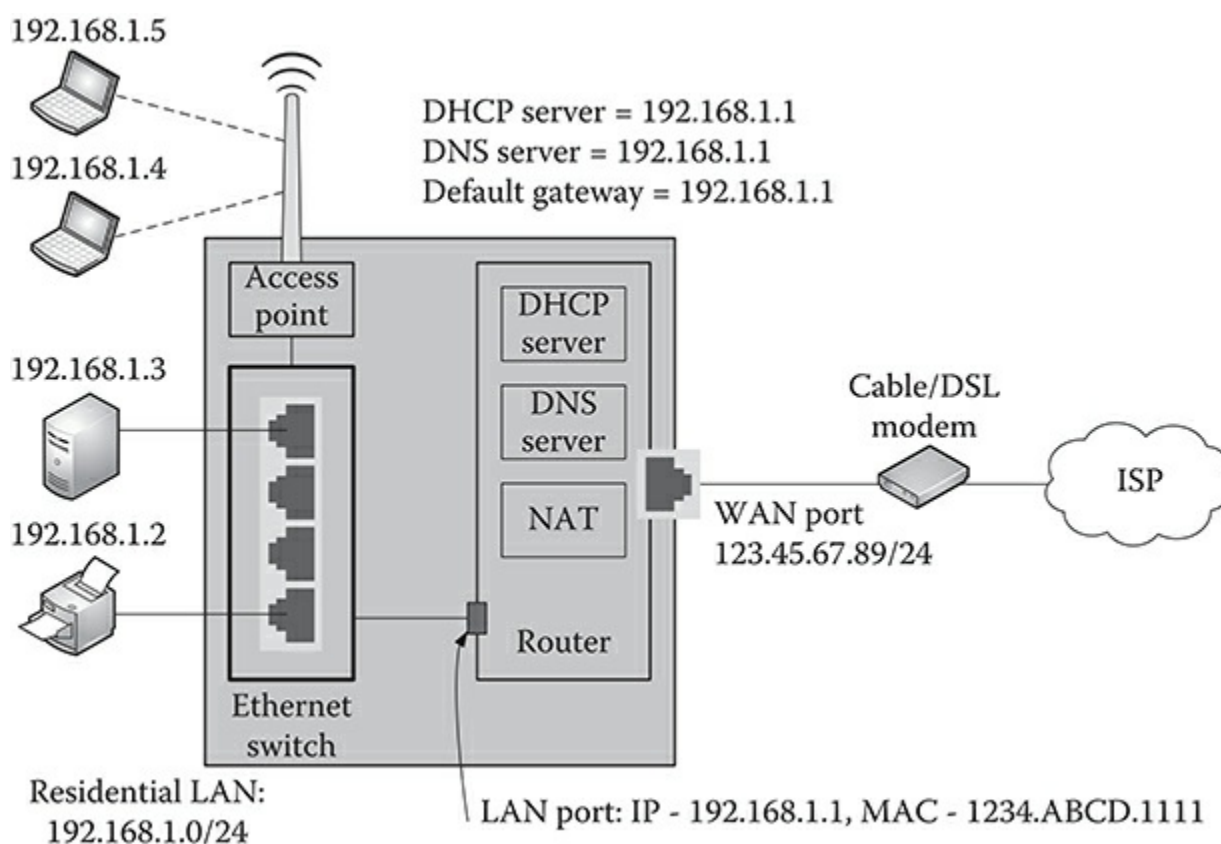 192.168.1.5
192.168.1.4
DHCP server = 192.168.1.1
DNS server = 192.168.1.1
Default gateway = 192.168.1.1
Access
point
DHCP
server
192.168.1.3
DNS
server
Cable/DSL
modem
ISP
NAT
WAN port
123.45.67.89/24
192.168.1.2
Router
Ethernet
switch
Residential LAN:
192.168.1.0/24
LAN port: IP - 192.168.1.1, MAC - 1234.ABCD.1111